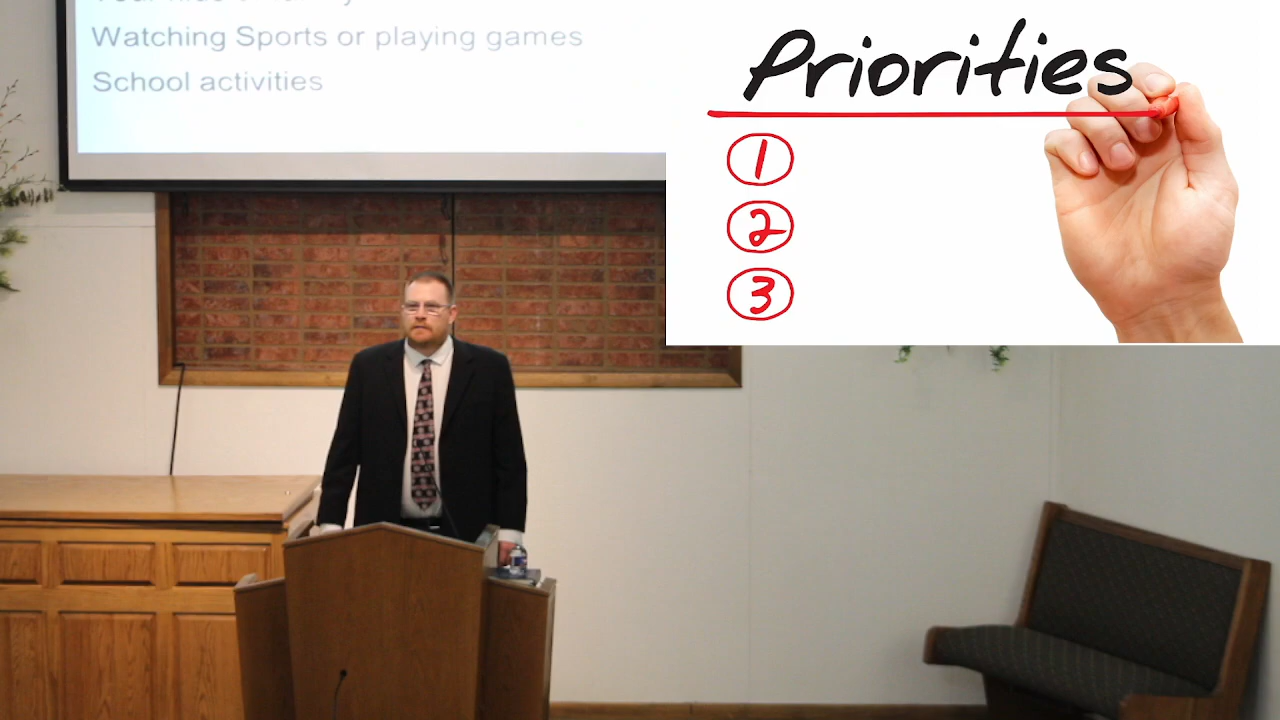 Watching Sports or playing games
School activities
Priorities
1
2
3